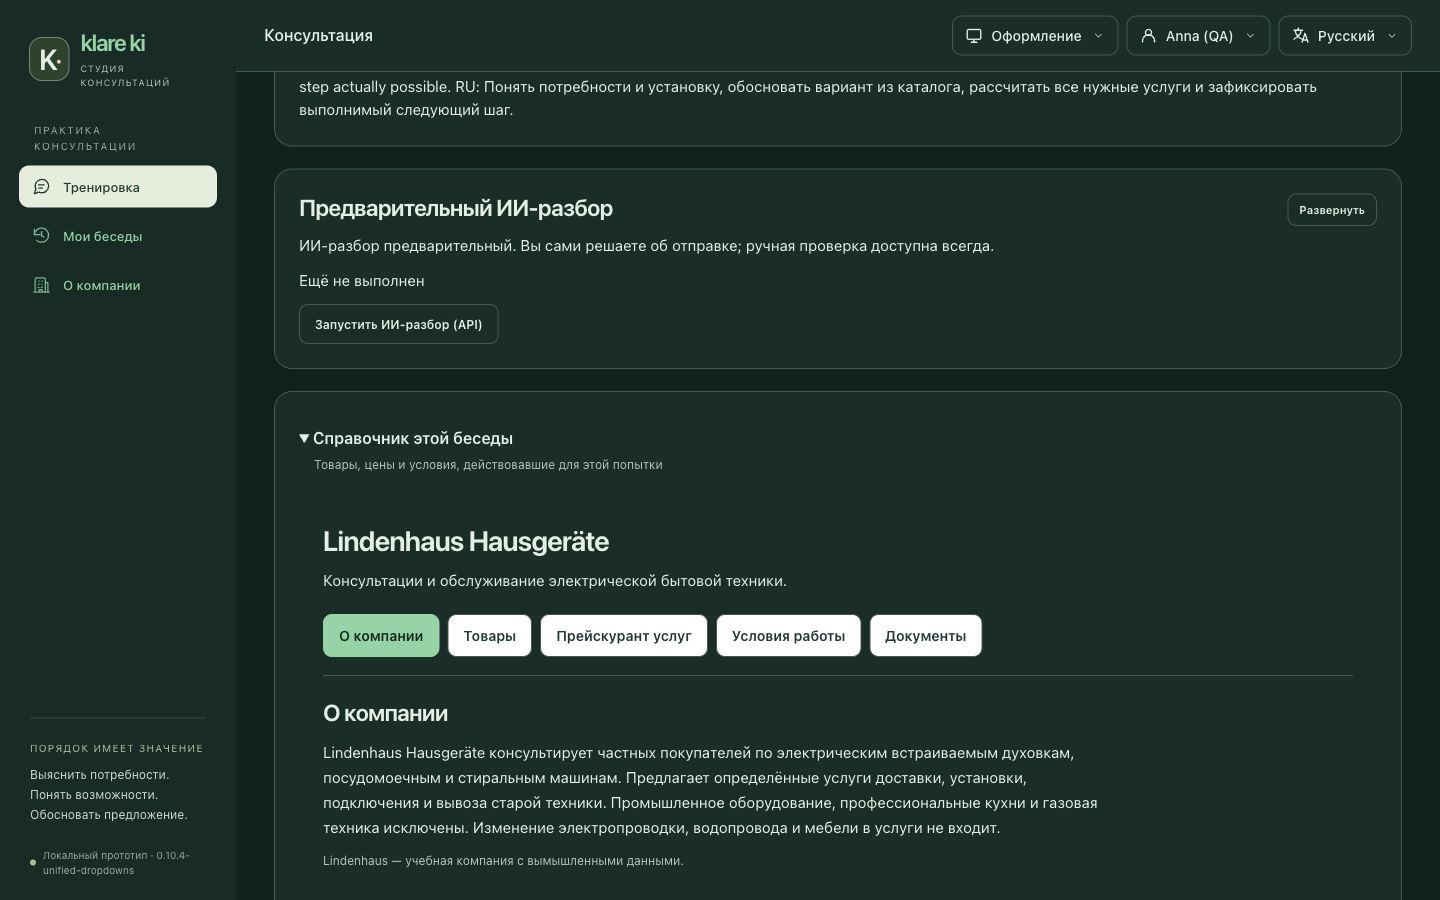 K
klare ki
СТУДИЯ
КОНСУЛЬТАЦИЙ
ПРАКТИКА
КОНСУЛЬТАЦИИ
Тренировка
Мои беседы
О компании
ПОРЯДОК ИМЕЕТ ЗНАЧЕНИЕ
Выяснить потребности.
Понять возможности.
Обосновать предложение.
Локальный прототип · 0.10.4-
unified-dropdowns
Консультация
Оформление
Anna (QA)
Русский
step actually possible. RU: Понять потребности и установку, обосновать вариант из каталога, рассчитать все нужные услуги и зафиксировать
выполнимый следующий шаг.
Предварительный ИИ-разбор
Развернуть
ИИ-разбор предварительный. Вы сами решаете об отправке; ручная проверка доступна всегда.
Ещё не выполнен
Запустить ИИ-разбор (API)
Справочник этой беседы
Товары, цены и условия, действовавшие для этой попытки
Lindenhaus Hausgeräte
Консультации и обслуживание электрической бытовой техники.
О компании
Товары
Прейскурант услуг
Условия работы
Документы
О компании
Lindenhaus Hausgeräte консультирует частных покупателей по электрическим встраиваемым духовкам,
посудомоечным и стиральным машинам. Предлагает определённые услуги доставки, установки,
подключения и вывоза старой техники. Промышленное оборудование, профессиональные кухни и газовая
техника исключены. Изменение электропроводки, водопровода и мебели в услуги не входит.
Lindenhaus — учебная компания с вымышленными данными.